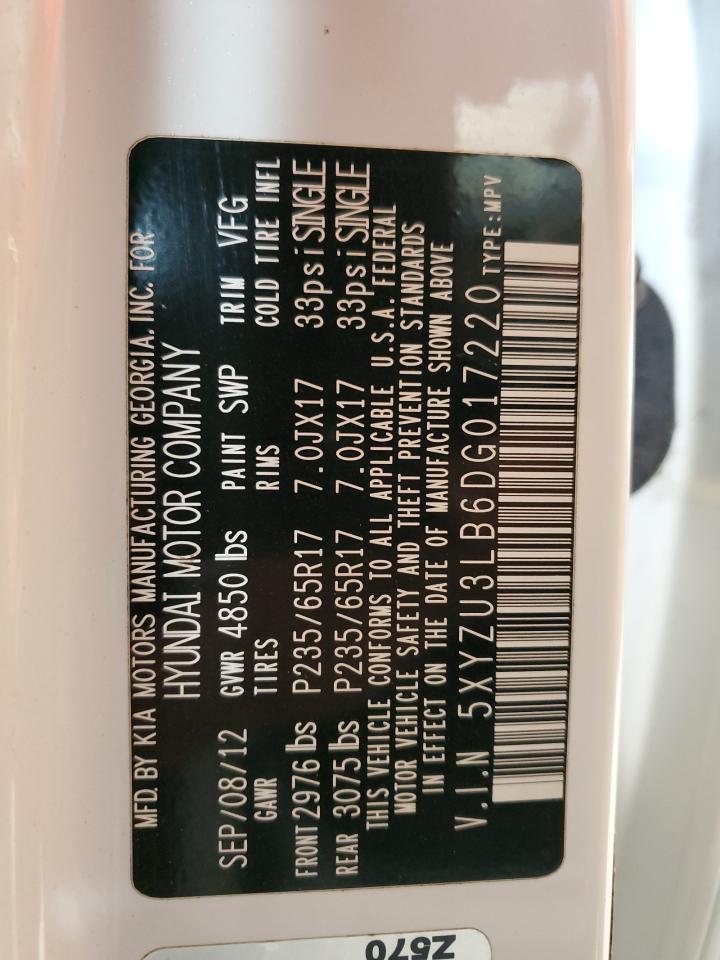 MFD. BY KIA MOTORS MANUFACTURING GEORGIA, INC. FOR
HYUNDAI MOTOR COMPANY
SEP/08/12 GVWR 4850 lbs PAINT SWP TRIM VFG
GAWR TIRES RIMS COLD TIRE INFL
FRONT 2976 lbs P235/65R17 7.0JX17 33psi SINGLE
REAR 3075 lbs P235/65R17 7.0JX17 33psi SINGLE
THIS VEHICLE CONFORMS TO ALL APPLICABLE U.S.A. FEDERAL
MOTOR VEHICLE SAFETY AND THEFT PREVENTION STANDARDS
IN EFFECT ON THE DATE OF MANUFACTURE SHOWN ABOVE
V.I.N 5XYZU3LB6DG017220 TYPE:MPV
Z570